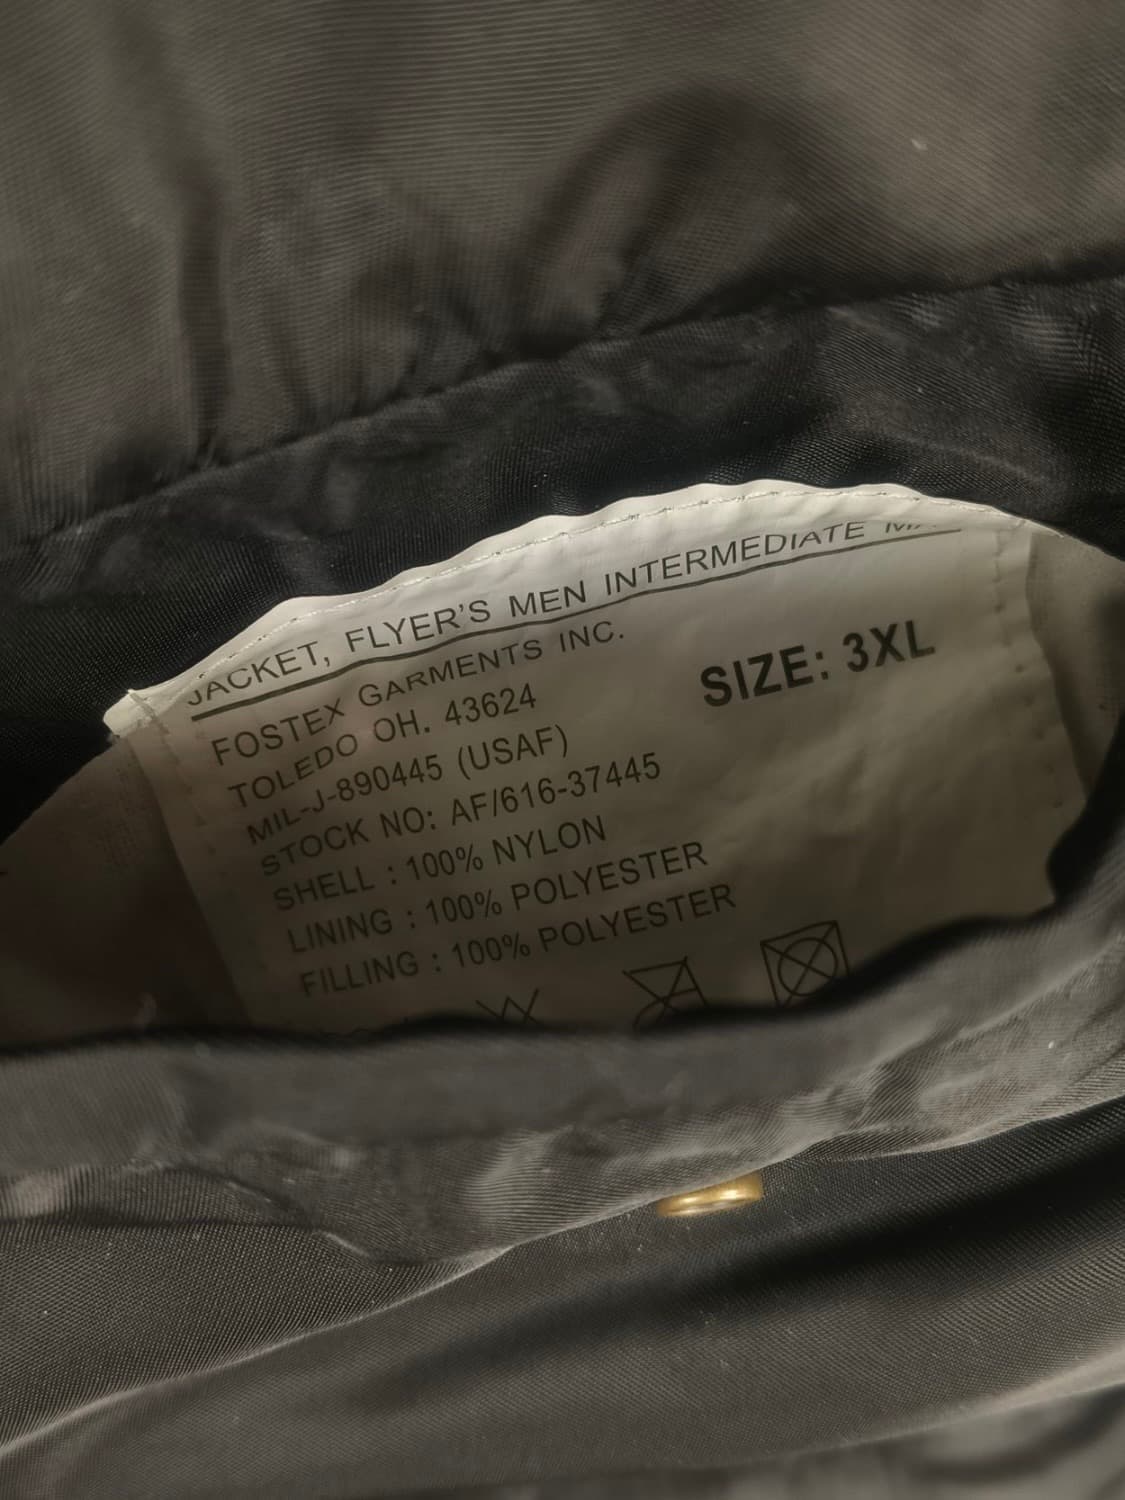 JACKET, FLYER'S MEN INTERMEDIATE
FOSTEX GARMENTS INC.
TOLEDO OH. 43624
SIZE: 3XL
MIL-J-890445 (USAF)
STOCK NO: AF/616-37445
SHELL : 100% NYLON
LINING : 100% POLYESTER
FILLING : 100% POLYESTER